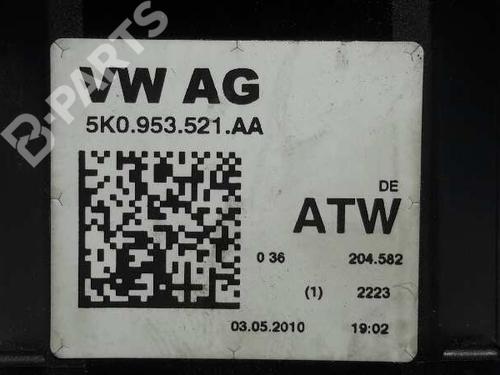 B-PARTS
VW AG
5K0.953.521.AA
DE
ATW
0 36 204.582
(1) 2223
03.05.2010 19:02